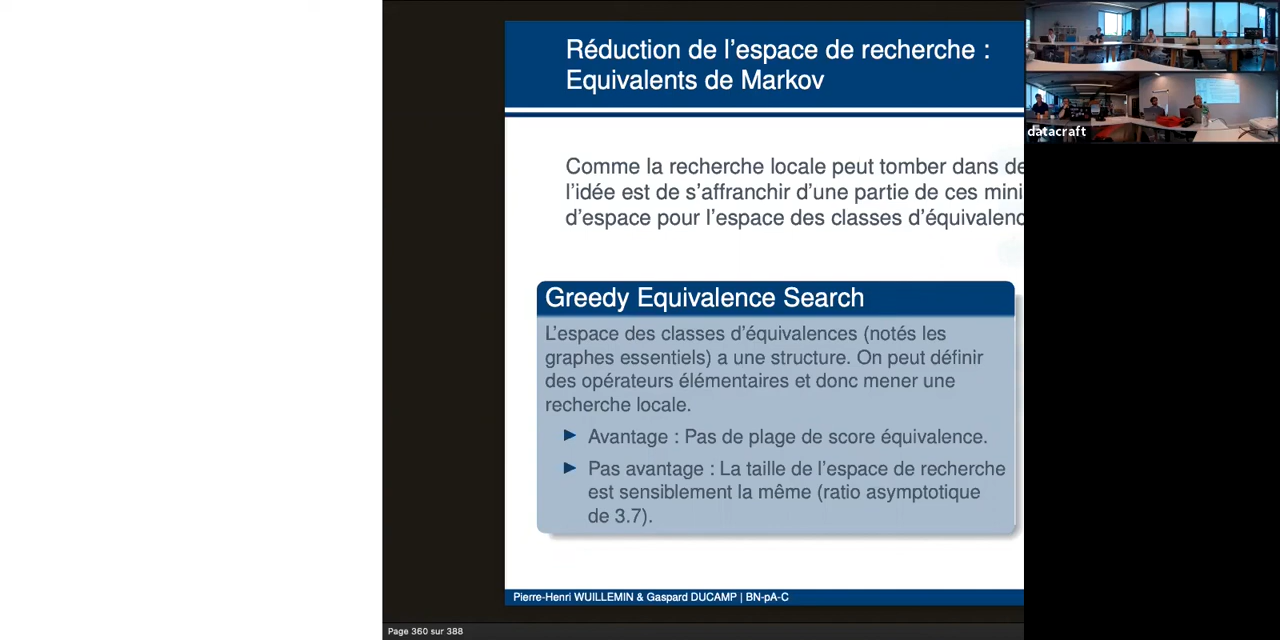 Réduction de l'espace de recherche :
Equivalents de Markov
Comme la recherche locale peut tomber dans
l'idée est de s'affranchir d'une partie de ces
d'espace pour l'espace des classes
Greedy Equivalence Search
L'espace des classes d'équivalences (notés les
graphes essentiels) a une structure. On peut définir
des opérateurs élémentaires et donc mener une
recherche locale.
Avantage : Pas de plage de score équivalence.
Pas avantage : La taille de l'espace de recherche
est sensiblement la même (ratio asymptotique
de 3.7).
Pierre-Henri WUILLEMIN & Gaspard DUCAMP | BN-pA-C
Page 360 sur 388
datacraft